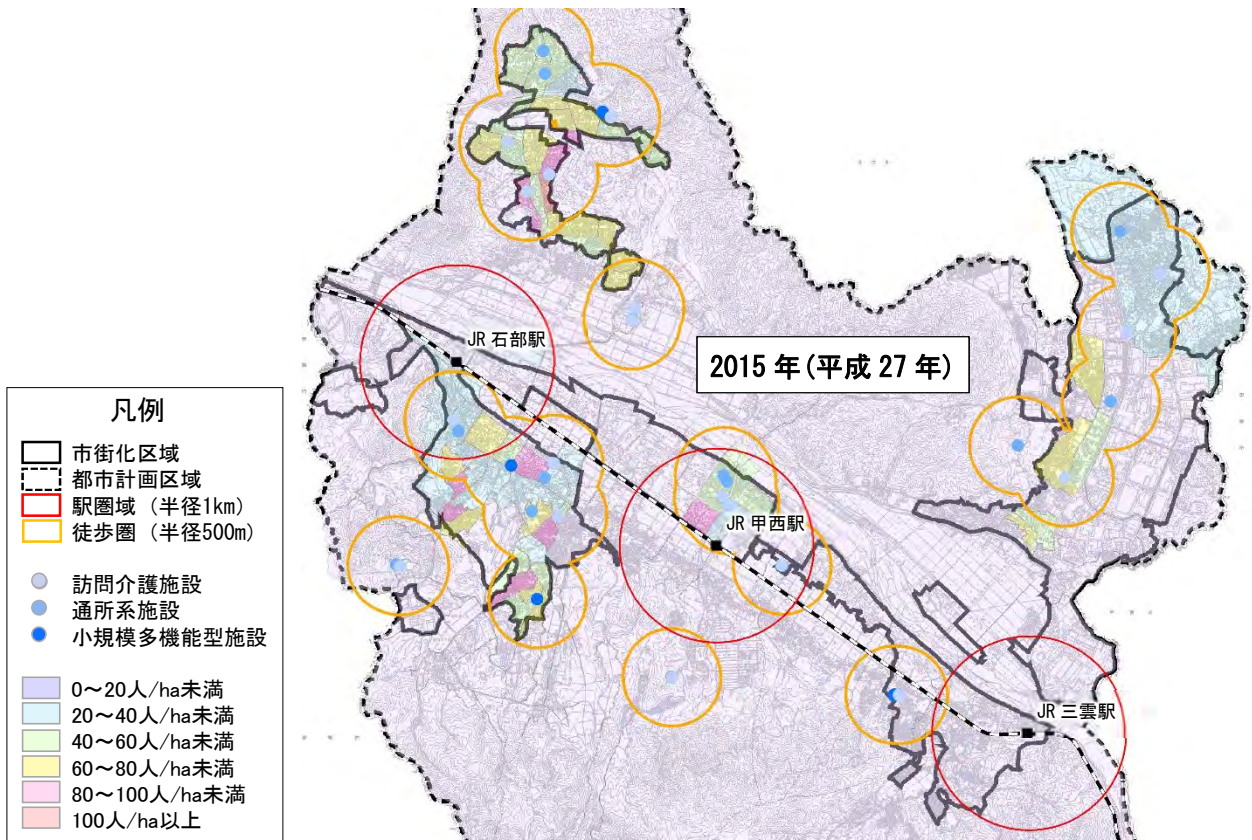 JR 石部駅
2015 年(平成 27 年)
JR 甲西駅
JR 三雲駅
凡例
市街化区域
都市計画区域
駅圏域 (半径1km)
徒歩圏 (半径500m)
訪問介護施設
通所系施設
小規模多機能型施設
0～20人/ha未満
20～40人/ha未満
40～60人/ha未満
60～80人/ha未満
80～100人/ha未満
100人/ha以上